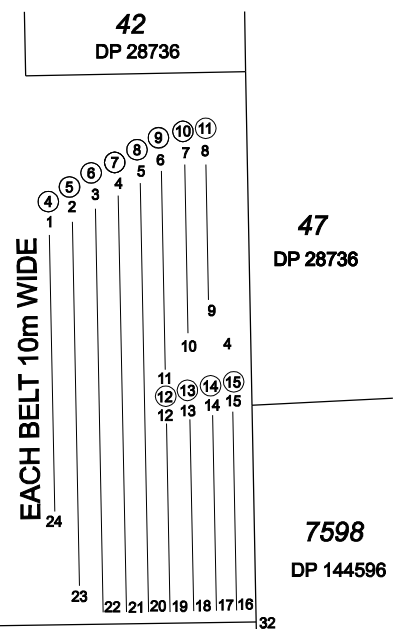 42
DP 28736
4 5 6 7 8 9 10 11
1 2 3 4 5 6 7 8
47
DP 28736
EACH BELT 10m WIDE
9
10 4
11
12 13 14 15
12 13 14 15
24
7598
DP 144596
23
22 21 20 19 18 17 16
32